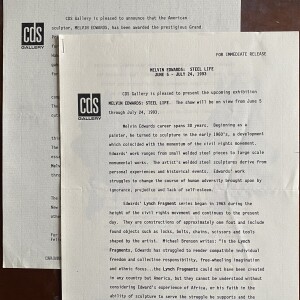 CDS Gallery is pleased to announce that the American
sculptor, MELVIN EDWARDS, has been awarded the prestigious Grand
cds
GALLERY
FOR IMMEDIATE RELEASE
MELVIN EDWARDS: STEEL LIFE
JUNE 5 - JULY 24, 1993
cds
GALLERY
CDS Gallery is pleased to present the upcoming exhibition
MELVIN EDWARDS: STEEL LIFE. The show will be on view from June 5
through July 24, 1993.
Melvin Edwards career spans 30 years. Beginning as a
painter, he turned to sculpture in the early 1960's, a development
which coincided with the momentum of the civil rights movement.
Edwards' work ranges from small welded steel pieces to large scale
monumental works. The artist's welded steel sculptures derive from
personal experiences and historical events. Edwards' work
struggles to change the course of human adversity brought upon by
ignorance, prejudice and lack of self-esteem.
Edwards's Lynch Fragment series began in 1963 during the
height of the civil rights movement and continues to the present
day. They are constructions of approximately one foot and include
found objects such as locks, bolts, chains, scissors and tools
shaped by the artist. Michael Brenson writes: "in the Lynch
Fragments, Edwards has struggled to render compatible individual
freedom and collective responsibility, free-wheeling imagination
and ethnic force...the Lynch Fragments could not have been created
in any country but America, but they cannot be understood without
considering Edward's experience of Africa, or his faith in the
ability of sculpture to serve the struggle to support and the